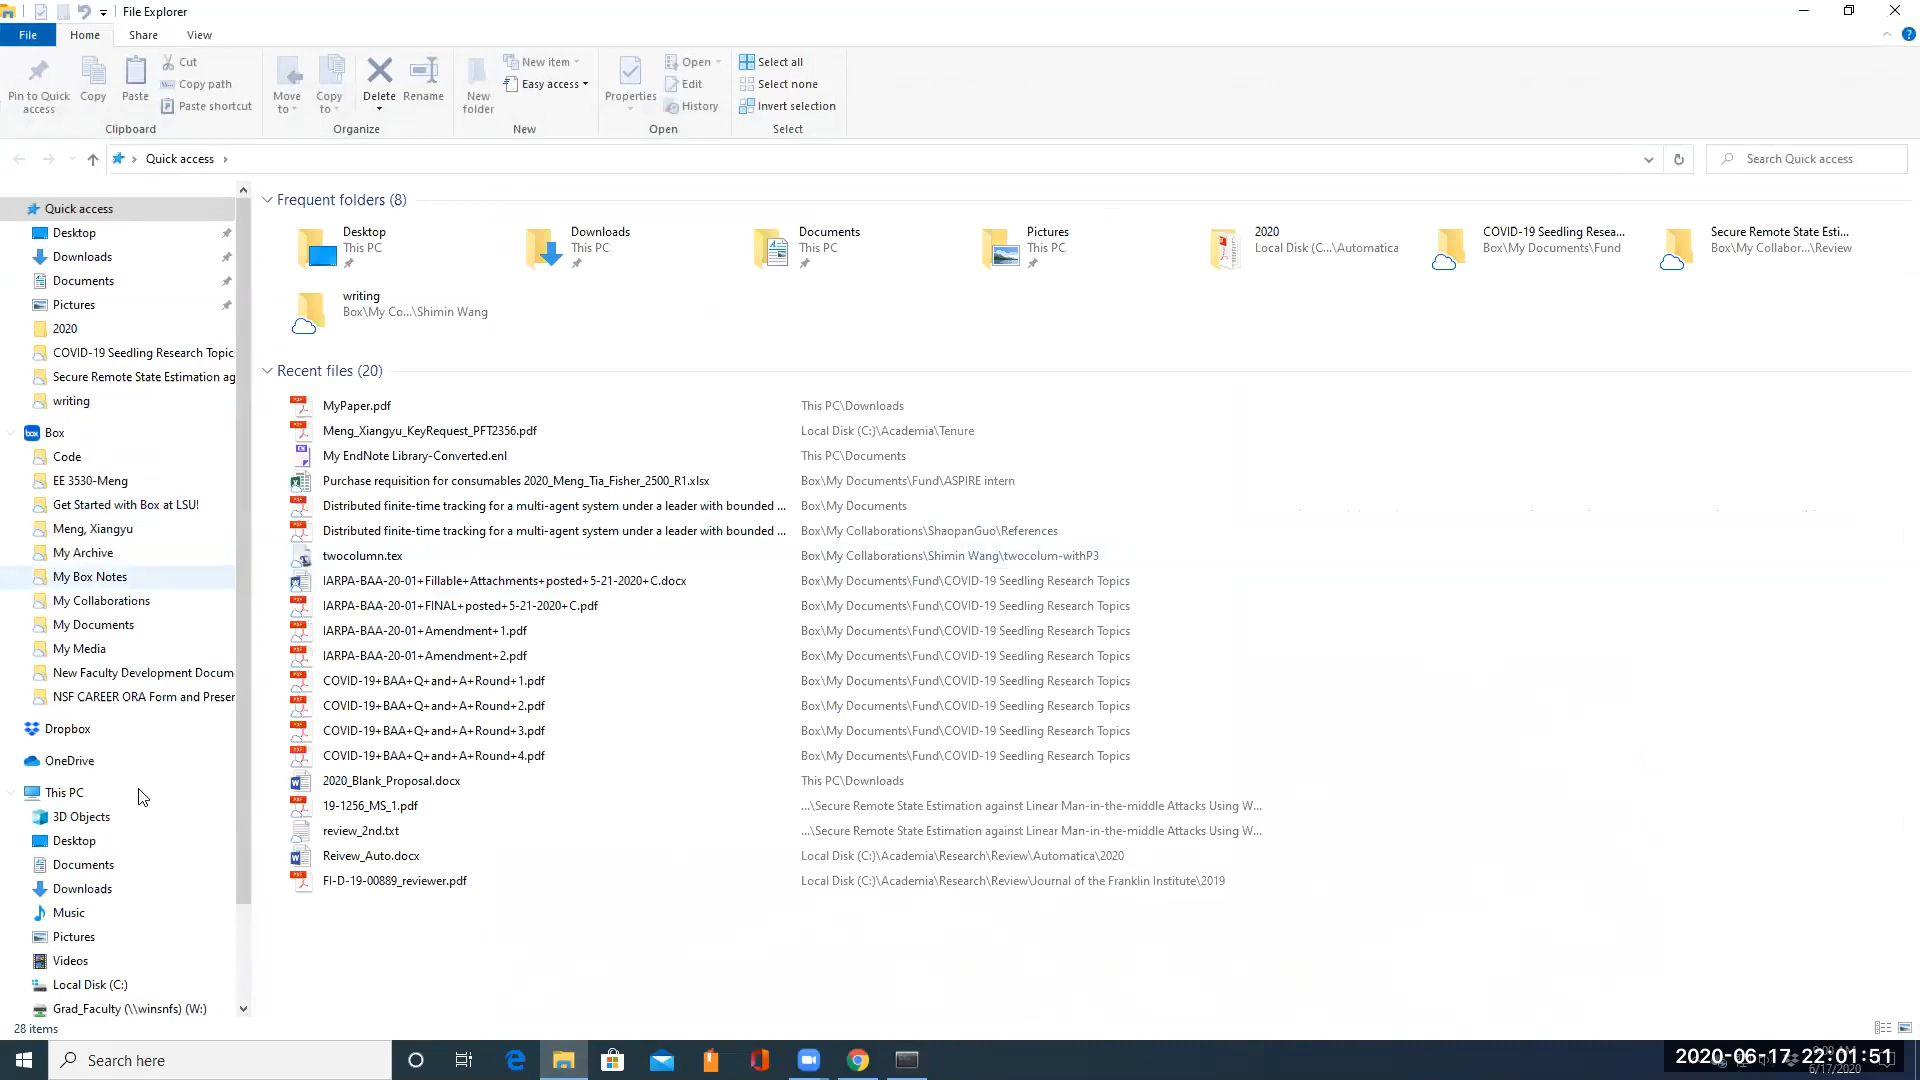 File Explorer
File Home Share View
Pin to Quick access
Copy
Paste
Cut
Copy path
Paste shortcut
Clipboard
Move to
Copy to
Delete
Rename
Organize
New folder
New item
Easy access
New
Properties
Open
Edit
History
Open
Select all
Select none
Invert selection
Select
Quick access
Search Quick access
Quick access
Desktop
Downloads
Documents
Pictures
2020
COVID-19 Seedling Research Topic
Secure Remote State Estimation ag
writing
Box
Code
EE 3530-Meng
Get Started with Box at LSU!
Meng, Xiangyu
My Archive
My Box Notes
My Collaborations
My Documents
My Media
New Faculty Development Docum
NSF CAREER ORA Form and Preser
Dropbox
OneDrive
This PC
3D Objects
Desktop
Documents
Downloads
Music
Pictures
Videos
Local Disk (C:)
Grad_Faculty (\\winsnfs) (W:)
Frequent folders (8)
Desktop
This PC
Downloads
This PC
Documents
This PC
Pictures
This PC
2020
Local Disk (C...\Automatica
COVID-19 Seedling Resea...
Box\My Documents\Fund
Secure Remote State Esti...
Box\My Collabor...\Review
writing
Box\My Co...\Shimin Wang
Recent files (20)
MyPaper.pdf This PC\Downloads
Meng_Xiangyu_KeyRequest_PFT2356.pdf Local Disk (C:)\Academia\Tenure
My EndNote Library-Converted.enl This PC\Documents
Purchase requisition for consumables 2020_Meng_Tia_Fisher_2500_R1.xlsx Box\My Documents\Fund\ASPIRE intern
Distributed finite-time tracking for a multi-agent system under a leader with bounded ... Box\My Documents
Distributed finite-time tracking for a multi-agent system under a leader with bounded ... Box\My Collaborations\ShaopanGuo\References
twocolumn.tex Box\My Collaborations\Shimin Wang\twocolum-withP3
IARPA-BAA-20-01+Fillable+Attachments+posted+5-21-2020+C.docx Box\My Documents\Fund\COVID-19 Seedling Research Topics
IARPA-BAA-20-01+FINAL+posted+5-21-2020+C.pdf Box\My Documents\Fund\COVID-19 Seedling Research Topics
IARPA-BAA-20-01+Amendment+1.pdf Box\My Documents\Fund\COVID-19 Seedling Research Topics
IARPA-BAA-20-01+Amendment+2.pdf Box\My Documents\Fund\COVID-19 Seedling Research Topics
COVID-19+BAA+Q+and+A+Round+1.pdf Box\My Documents\Fund\COVID-19 Seedling Research Topics
COVID-19+BAA+Q+and+A+Round+2.pdf Box\My Documents\Fund\COVID-19 Seedling Research Topics
COVID-19+BAA+Q+and+A+Round+3.pdf Box\My Documents\Fund\COVID-19 Seedling Research Topics
COVID-19+BAA+Q+and+A+Round+4.pdf Box\My Documents\Fund\COVID-19 Seedling Research Topics
2020_Blank_Proposal.docx This PC\Downloads
19-1256_MS_1.pdf ...\Secure Remote State Estimation against Linear Man-in-the-middle Attacks Using W...
review_2nd.txt ...\Secure Remote State Estimation against Linear Man-in-the-middle Attacks Using W...
Reivew_Auto.docx Local Disk (C:)\Academia\Research\Review\Automatica\2020
FI-D-19-00889_reviewer.pdf Local Disk (C:)\Academia\Research\Review\Journal of the Franklin Institute\2019
28 items
Search here
2020-06-17 22:01:51
6/17/2020